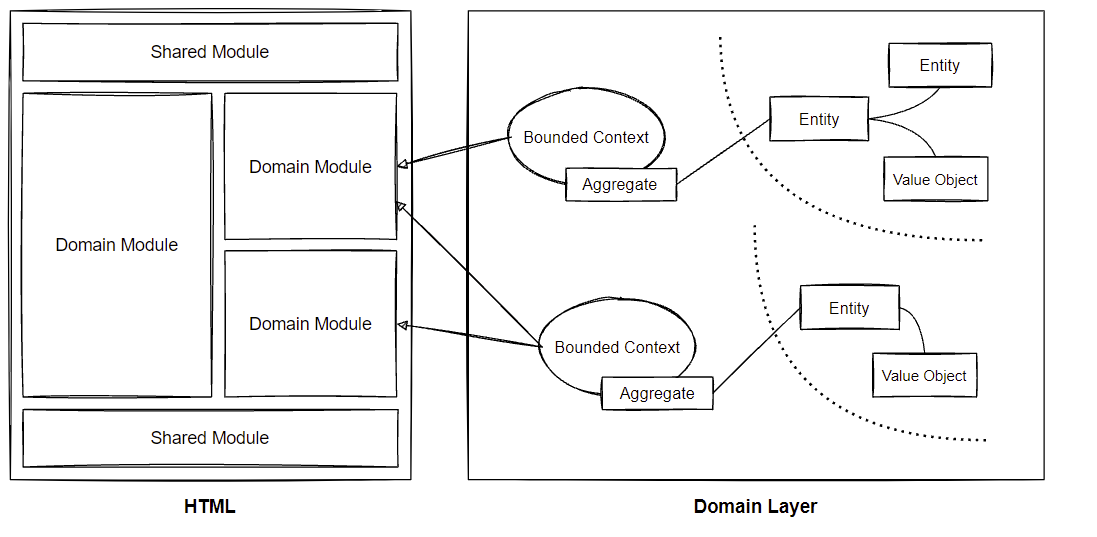 Shared Module
Domain Module
Domain Module
Domain Module
Shared Module
HTML
Bounded Context
Aggregate
Entity
Entity
Value Object
Bounded Context
Aggregate
Entity
Value Object
Domain Layer